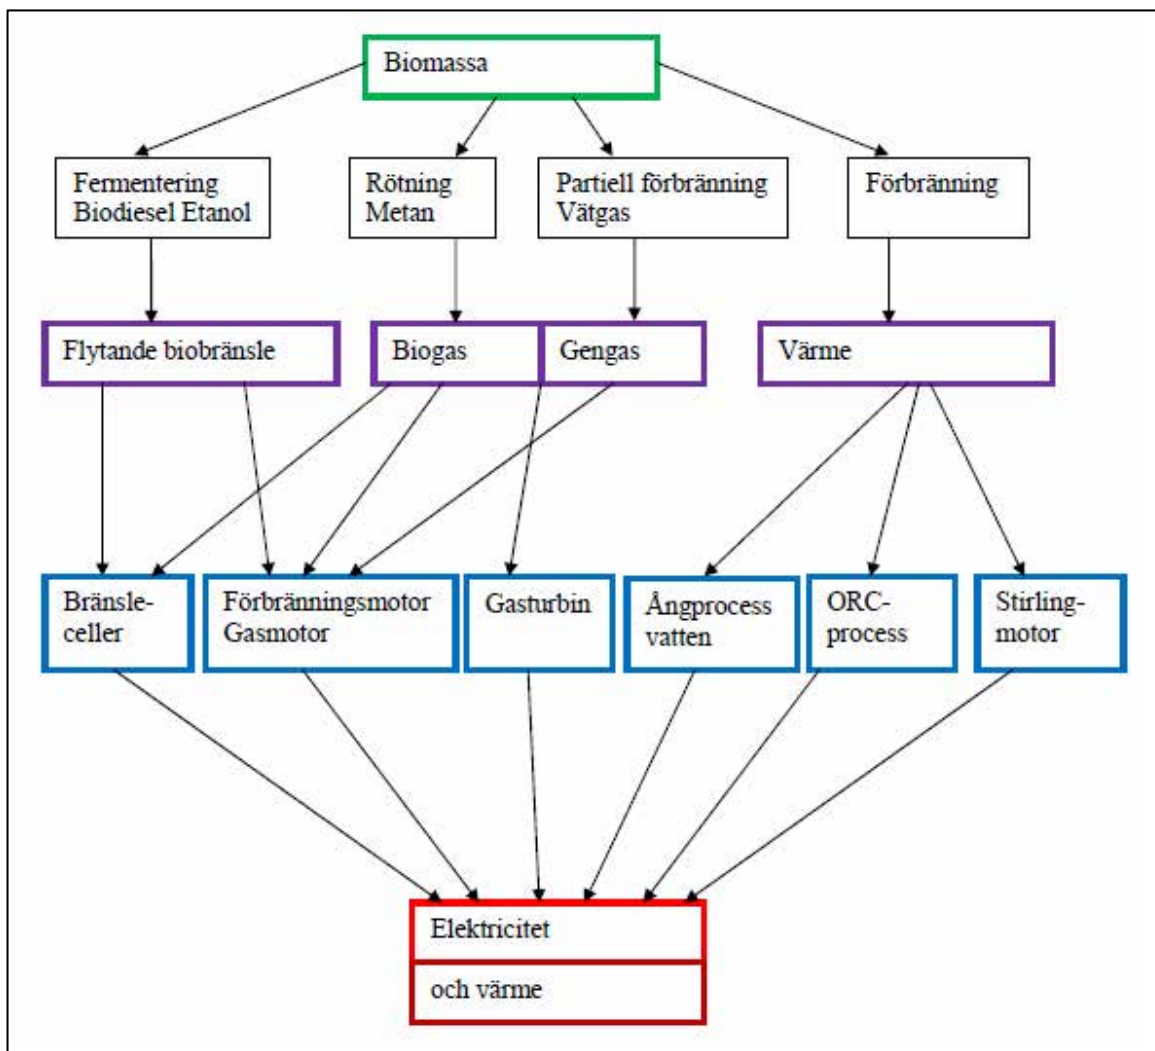 Biomassa
Fermentering
Biodiesel Etanol
Rötning
Metan
Partiell förbränning
Vätgas
Förbränning
Flytande biobränsle
Biogas
Gengas
Värme
Bränsle-
celler
Förbränningsmotor
Gasmotor
Gasturbin
Ångprocess
vatten
ORC-
process
Stirling-
motor
Elektricitet
och värme